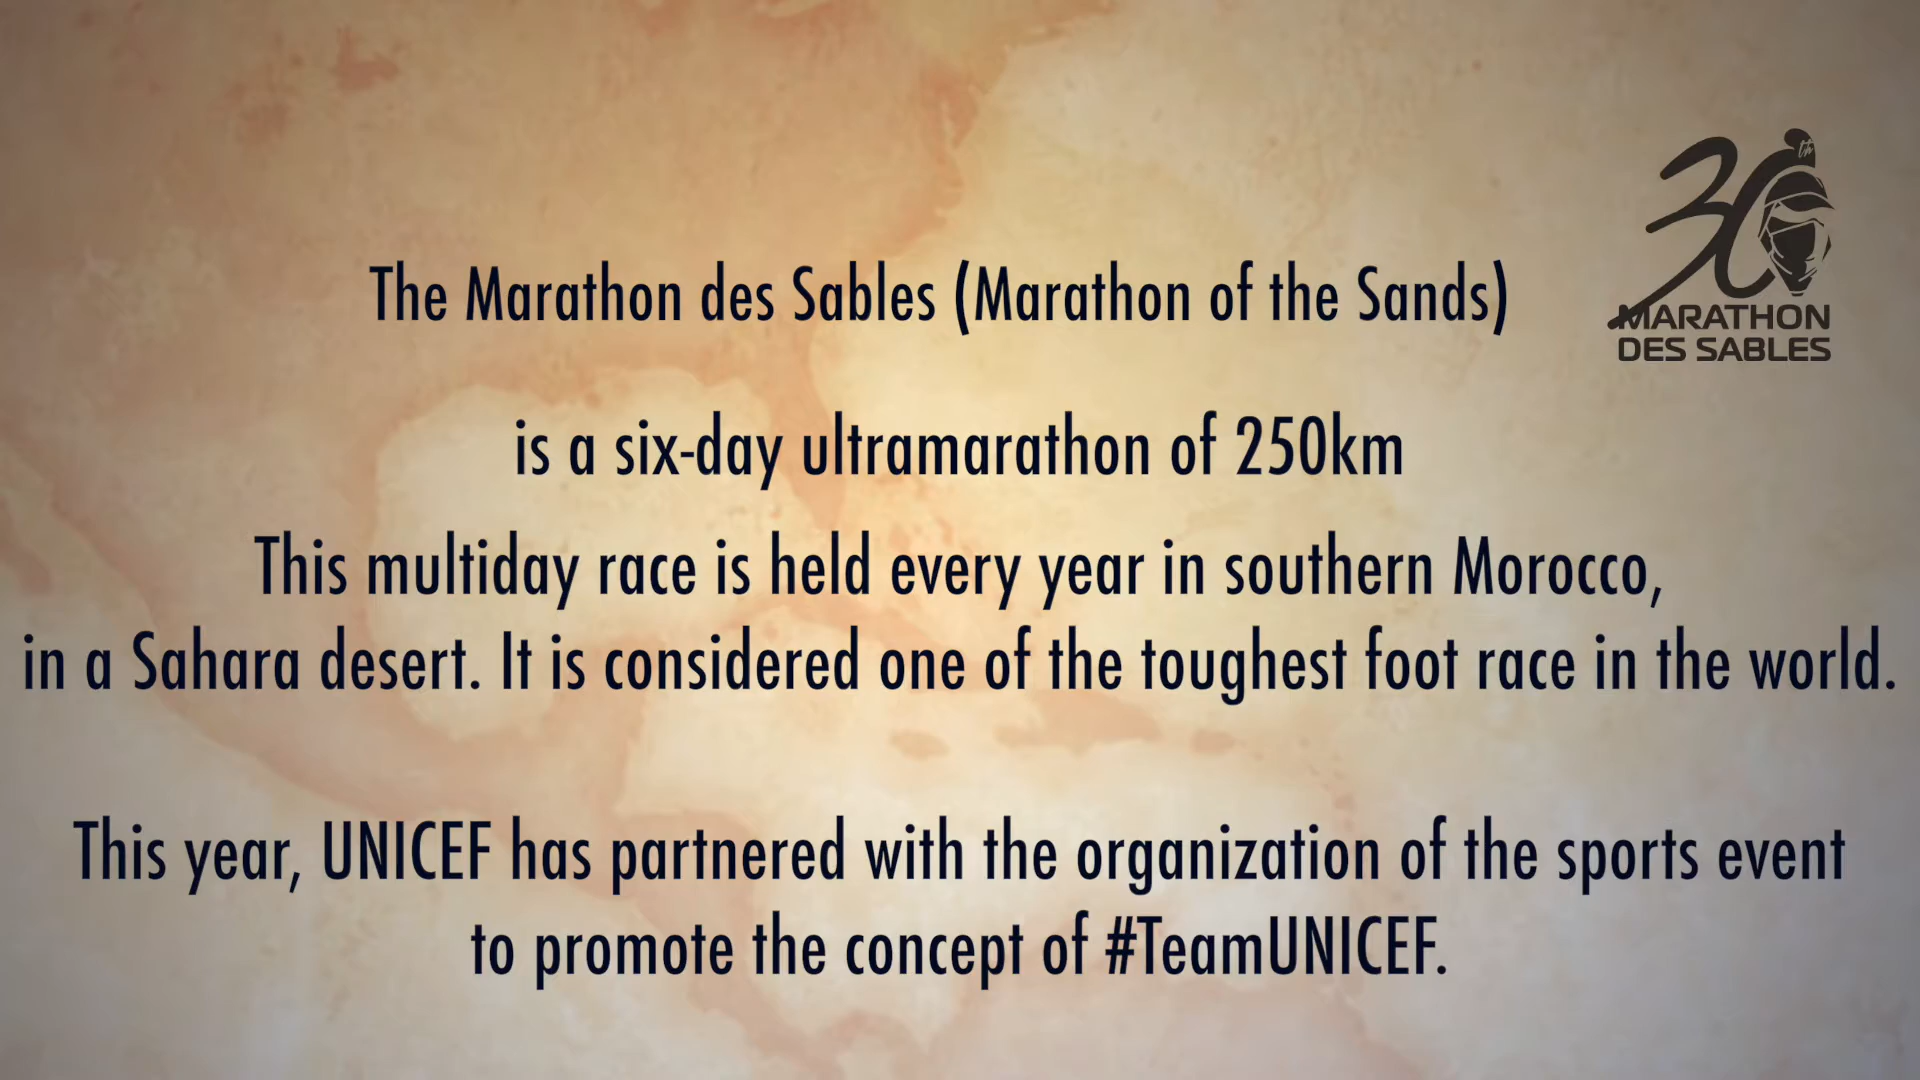 30th
MARATHON
DES SABLES
The Marathon des Sables (Marathon of the Sands)
is a six-day ultramarathon of 250km
This multiday race is held every year in southern Morocco,
in a Sahara desert. It is considered one of the toughest foot race in the world.
This year, UNICEF has partnered with the organization of the sports event
to promote the concept of #TeamUNICEF.